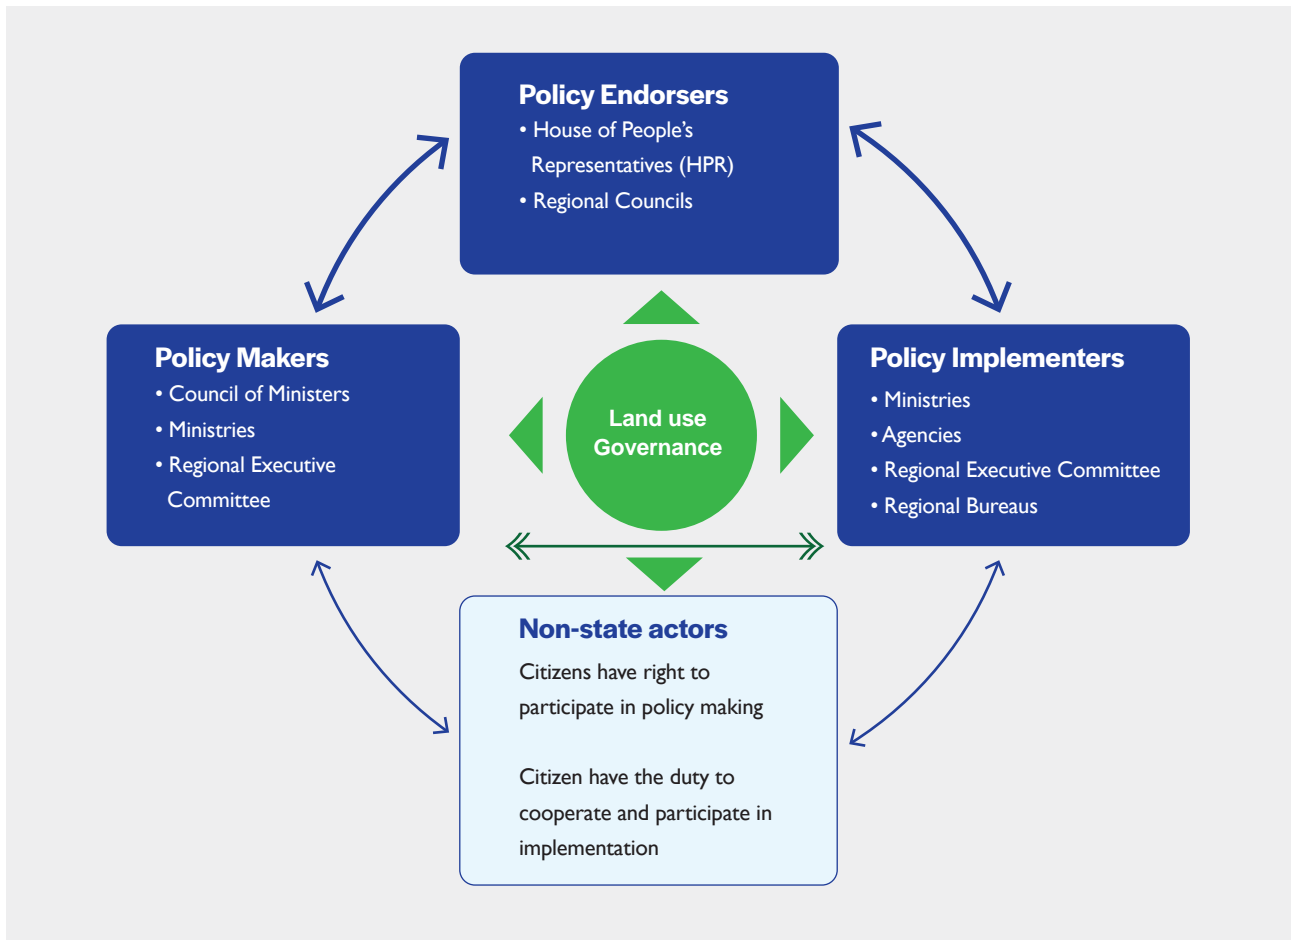 Policy Endorsers
• House of People’s
Representatives (HPR)
• Regional Councils
Policy Makers
• Council of Ministers
• Ministries
• Regional Executive
Committee
Land use
Governance
Policy Implementers
• Ministries
• Agencies
• Regional Executive Committee
• Regional Bureaus
Non-state actors
Citizens have right to
participate in policy making
Citizen have the duty to
cooperate and participate in
implementation